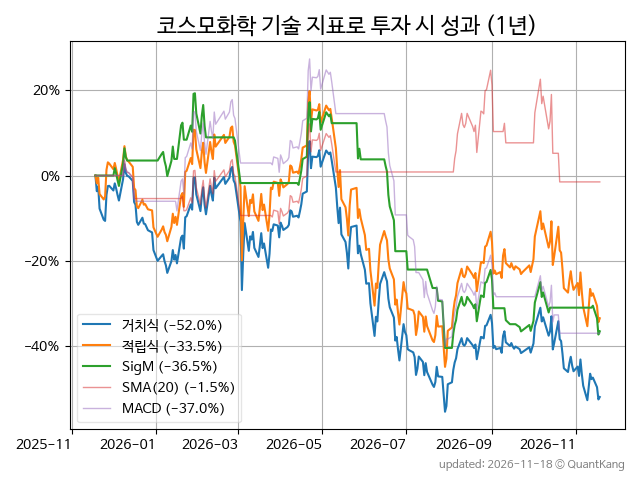 코스모화학 기술 지표로 투자 시 성과 (1년)
20%
0%
−20%
−40%
거치식 (−52.0%)
적립식 (−33.5%)
SigM (−36.5%)
SMA(20) (−1.5%)
MACD (−37.0%)
2025-11
2026-01
2026-03
2026-05
2026-07
2026-09
2026-11
updated: 2026-11-18 © QuantKang